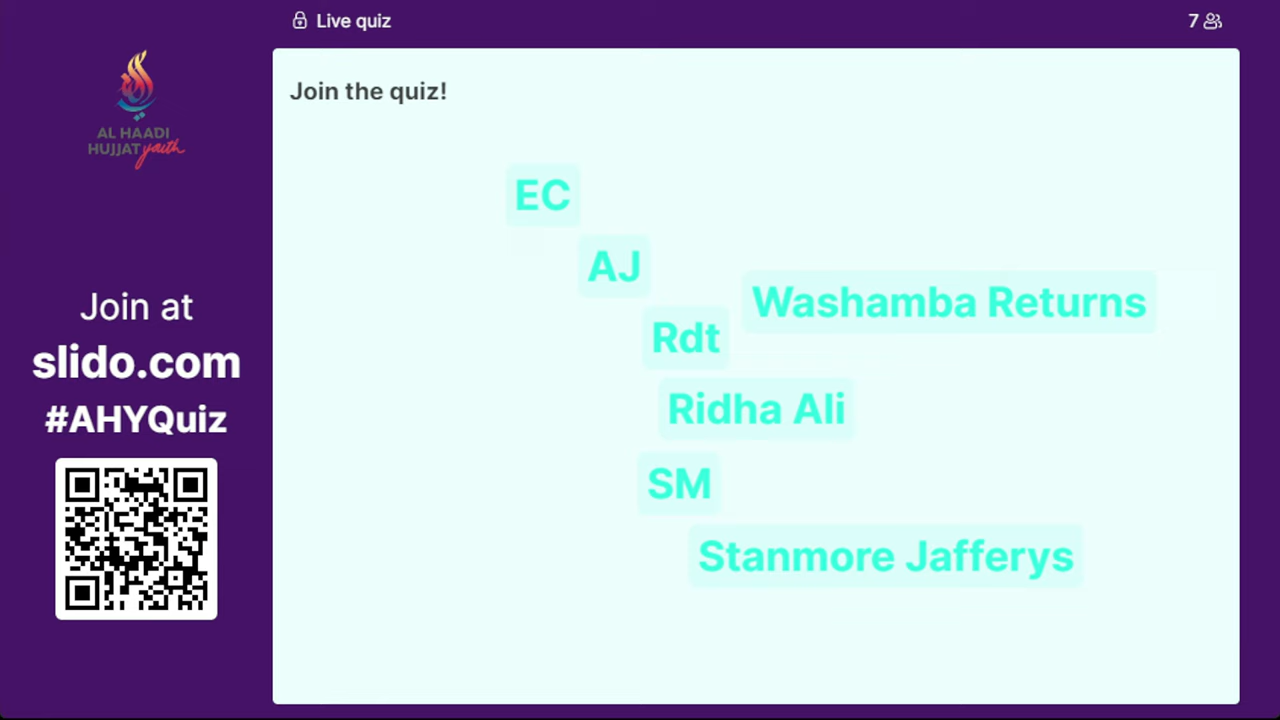 Live quiz
7
AL HAADI
HUJJAT youth
Join the quiz!
EC
AJ
Washamba Returns
Rdt
Ridha Ali
SM
Stanmore Jafferys
Join at
slido.com
#AHYQuiz